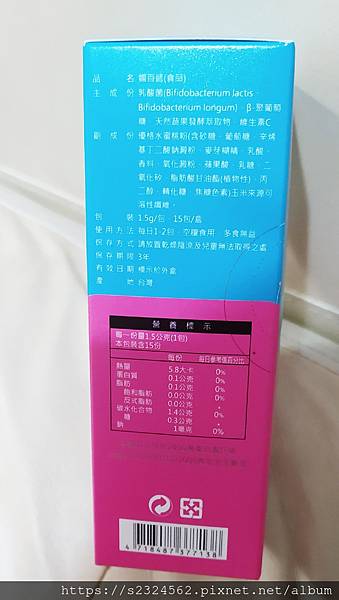 主 成 份 乳酸菌(Bifidobacterium lactis、
Bifidobacterium longum)、β-聚葡萄
糖、天然蔬果發酵萃取物、維生素C
副 成 份 優格水蜜桃粉(含砂糖、葡萄糖、辛烯
基丁二酸鈉澱粉、麥芽糊精、乳酸、
香料、氧化澱粉、蘋果酸、乳糖、二
氧化矽、脂肪酸甘油酯(植物性)、丙
二醇、轉化糖、焦糖色素)玉米來源可
溶性纖維。
包 裝 1.5g/包、15包/盒
使用方法 每日1-2包，空腹食用，多食無益
保存方式 請放置乾燥陰涼及兒童無法取得之處
保存期限 3年
有效日期 標示於外盒
產 地 台灣
營養標示
每一份量1.5公克(1包)
本包裝含15份
每份 每日參考值百分比
熱量 5.8大卡 0%
蛋白質 0.1公克 0%
脂肪 0.1公克 0%
飽和脂肪 0.0公克 0%
反式脂肪 0.0公克 *
碳水化合物 1.4公克 0%
糖 0.3公克 *
鈉 1毫克 0%
4 718487 377138
https://s2324562.pixnet.net/album